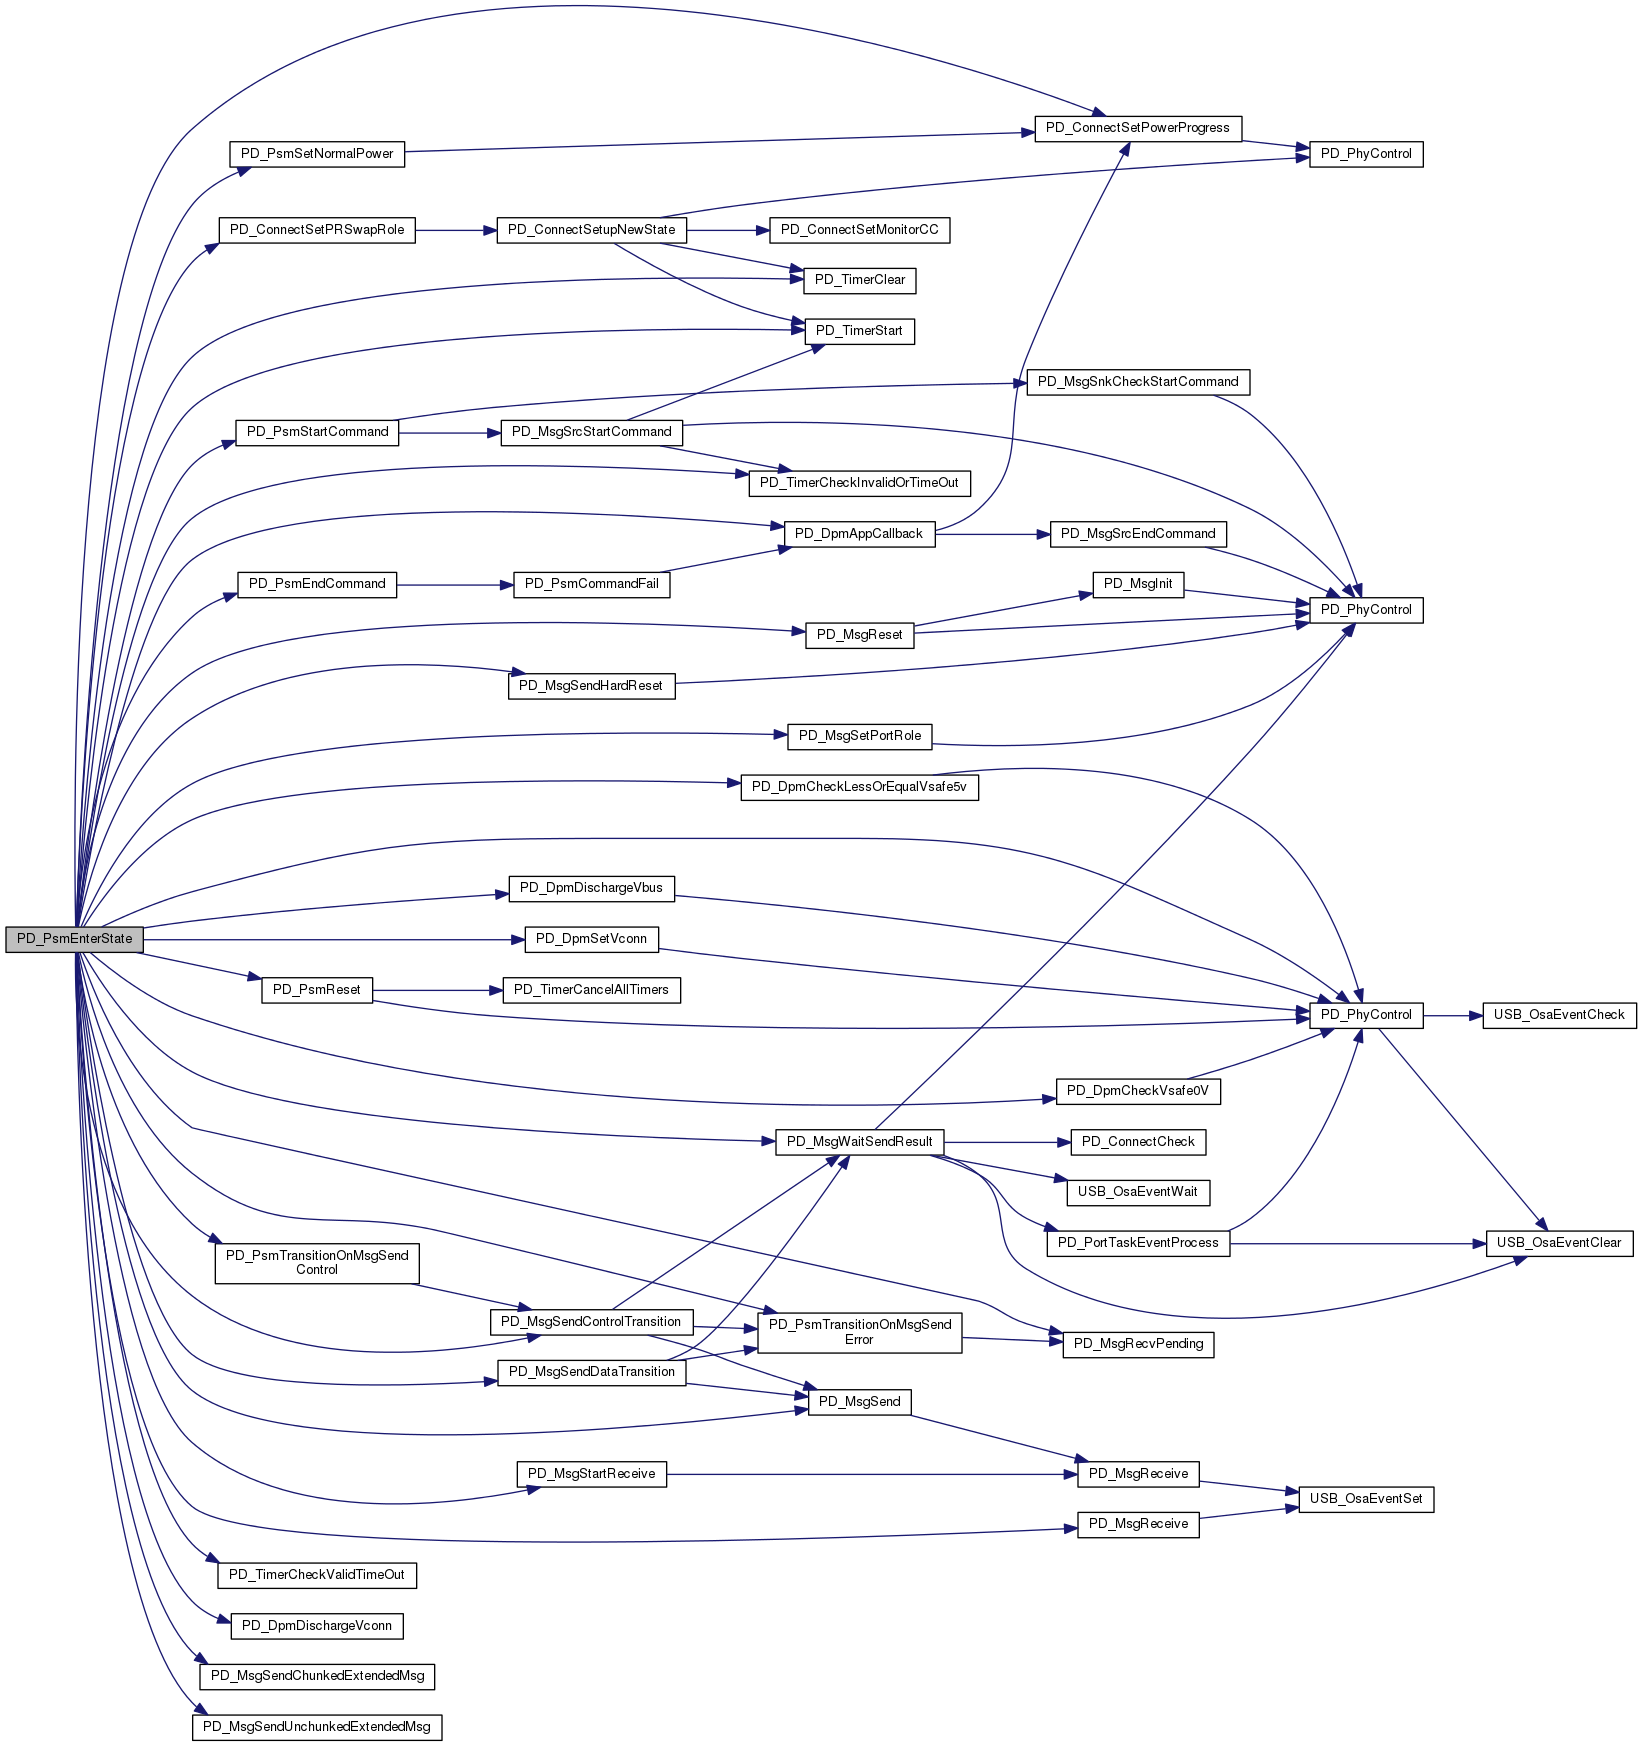 PD_ConnectSetPowerProgress
PD_PsmSetNormalPower
PD_PhyControl
PD_ConnectSetPRSwapRole
PD_ConnectSetupNewState
PD_ConnectSetMonitorCC
PD_TimerClear
PD_TimerStart
PD_MsgSnkCheckStartCommand
PD_PsmStartCommand
PD_MsgSrcStartCommand
PD_TimerCheckInvalidOrTimeOut
PD_DpmAppCallback
PD_MsgSrcEndCommand
PD_PsmEndCommand
PD_PsmCommandFail
PD_MsgInit
PD_PhyControl
PD_MsgReset
PD_MsgSendHardReset
PD_MsgSetPortRole
PD_DpmCheckLessOrEqualVsafe5v
PD_DpmDischargeVbus
PD_PsmEnterState
PD_DpmSetVconn
PD_PsmReset
PD_TimerCancelAllTimers
PD_PhyControl
USB_OsaEventCheck
PD_DpmCheckVsafe0V
PD_MsgWaitSendResult
PD_ConnectCheck
USB_OsaEventWait
PD_PortTaskEventProcess
USB_OsaEventClear
PD_PsmTransitionOnMsgSend
Control
PD_MsgSendControlTransition
PD_PsmTransitionOnMsgSend
Error
PD_MsgRecvPending
PD_MsgSendDataTransition
PD_MsgSend
PD_MsgStartReceive
PD_MsgReceive
USB_OsaEventSet
PD_MsgReceive
PD_TimerCheckValidTimeOut
PD_DpmDischargeVconn
PD_MsgSendChunkedExtendedMsg
PD_MsgSendUnchunkedExtendedMsg